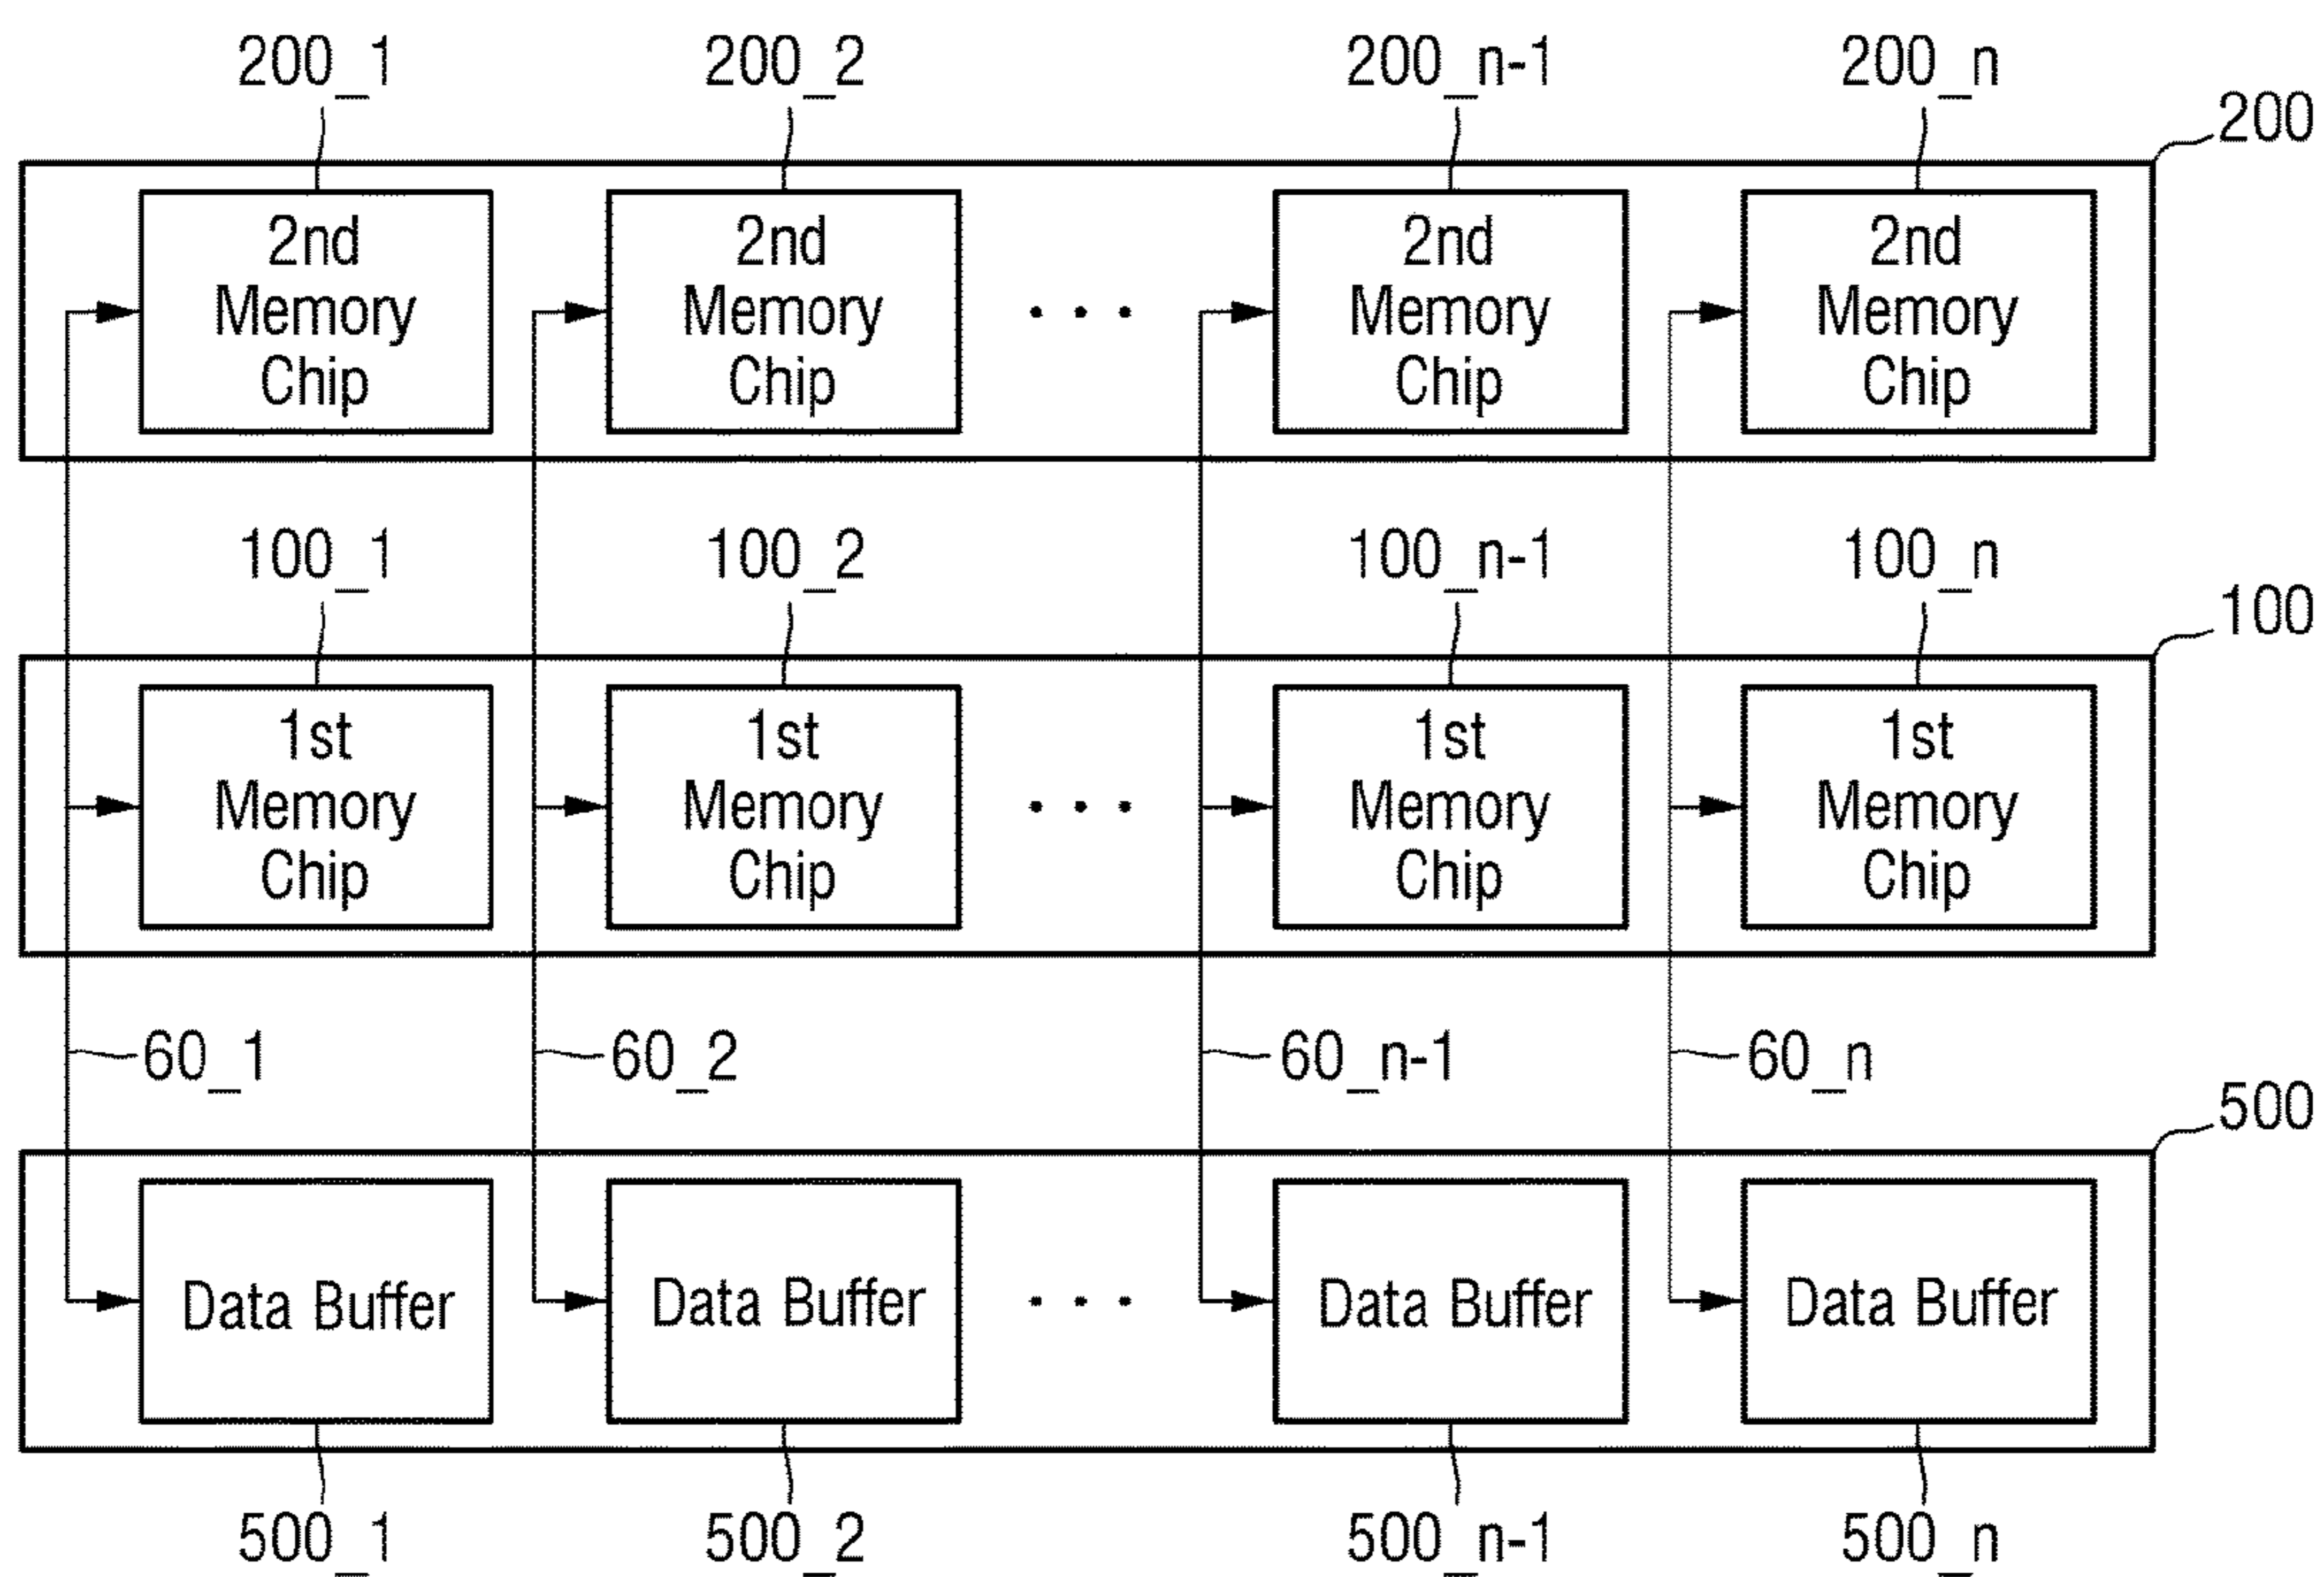 200_1 200_2 200_n-1 200_n
200
2nd Memory Chip
2nd Memory Chip
. . .
2nd Memory Chip
2nd Memory Chip
100_1 100_2 100_n-1 100_n
100
1st Memory Chip
1st Memory Chip
. . .
1st Memory Chip
1st Memory Chip
60_1 60_2 60_n-1 60_n
500
Data Buffer Data Buffer . . . Data Buffer Data Buffer
500_1 500_2 500_n-1 500_n